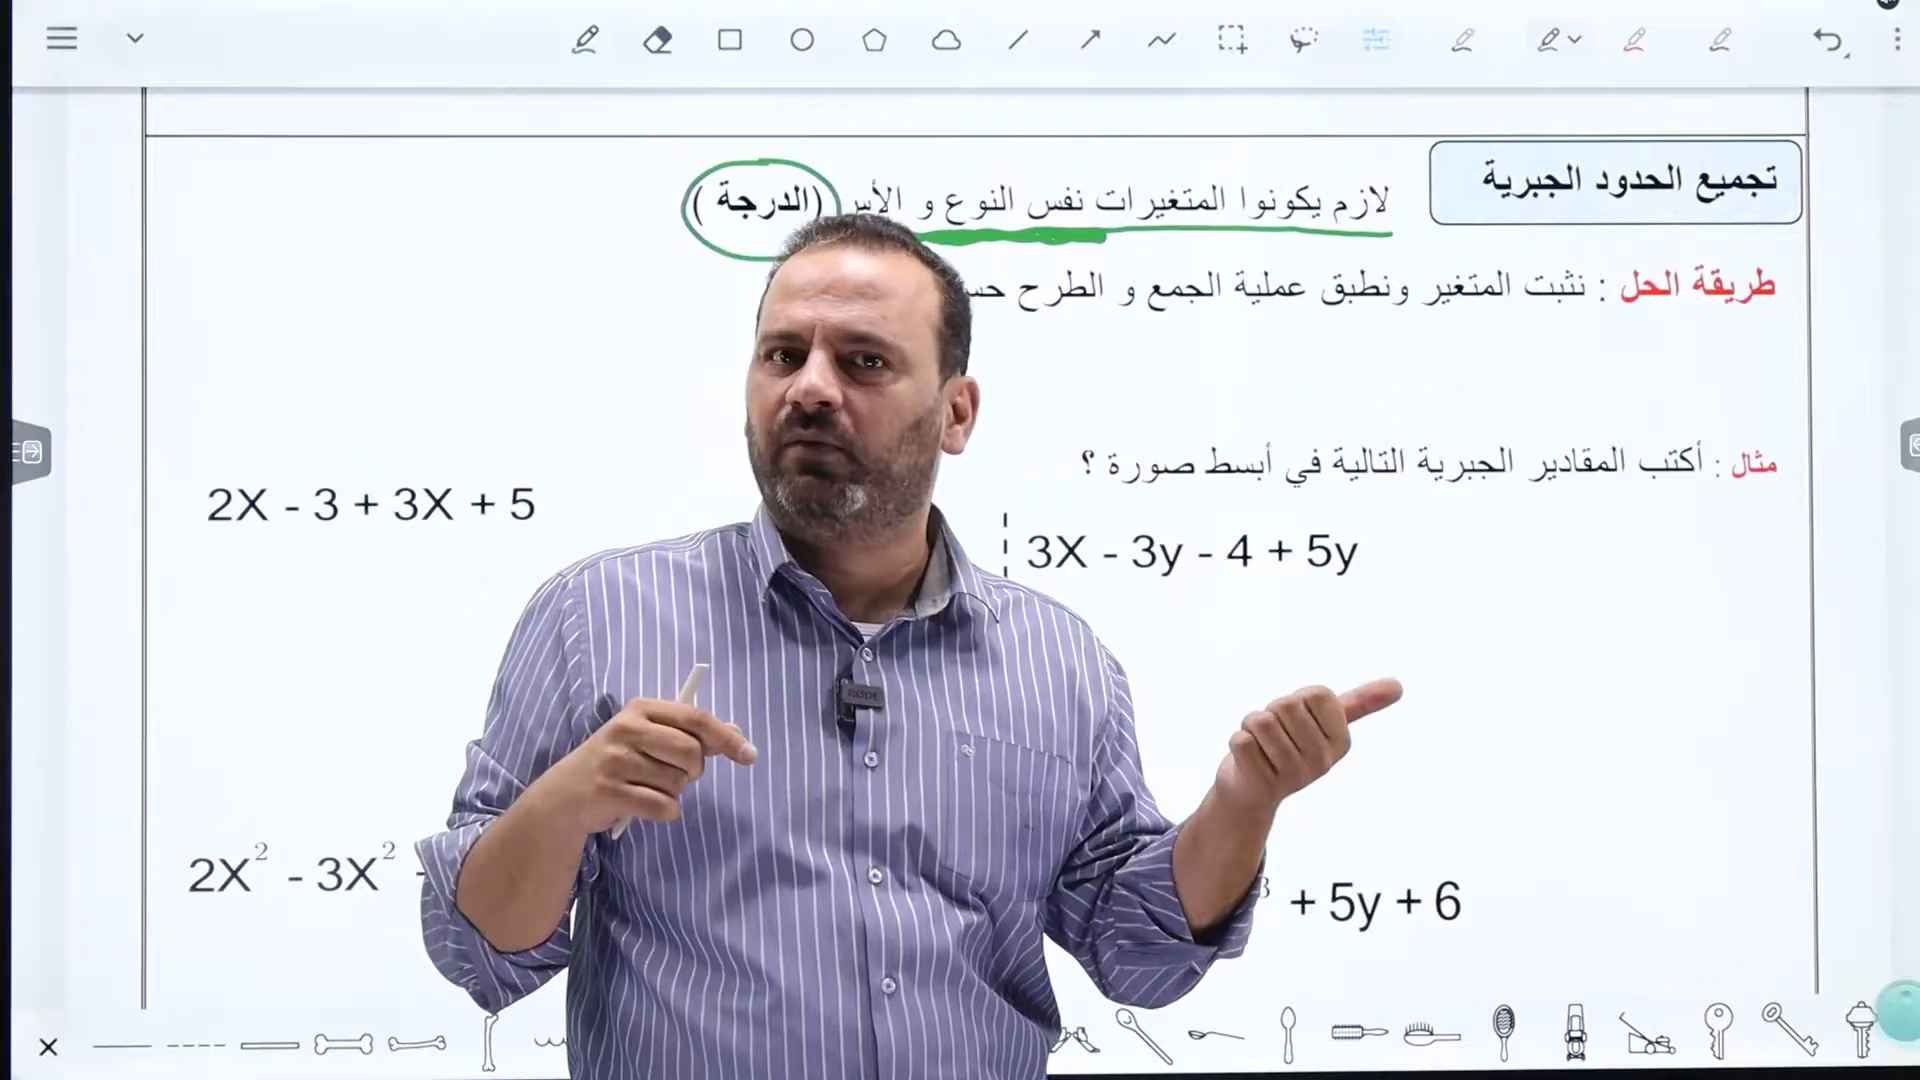 تجميع الحدود الجبرية
لازم يكونوا المتغيرات نفس النوع و الأس (الدرجة)
طريقة الحل : نثبت المتغير ونطبق عملية الجمع و الطرح
مثال : أكتب المقادير الجبرية التالية في أبسط صورة ؟
2X - 3 + 3X + 5
3X - 3y - 4 + 5y
2X² - 3X² -
³ + 5y + 6
RODE